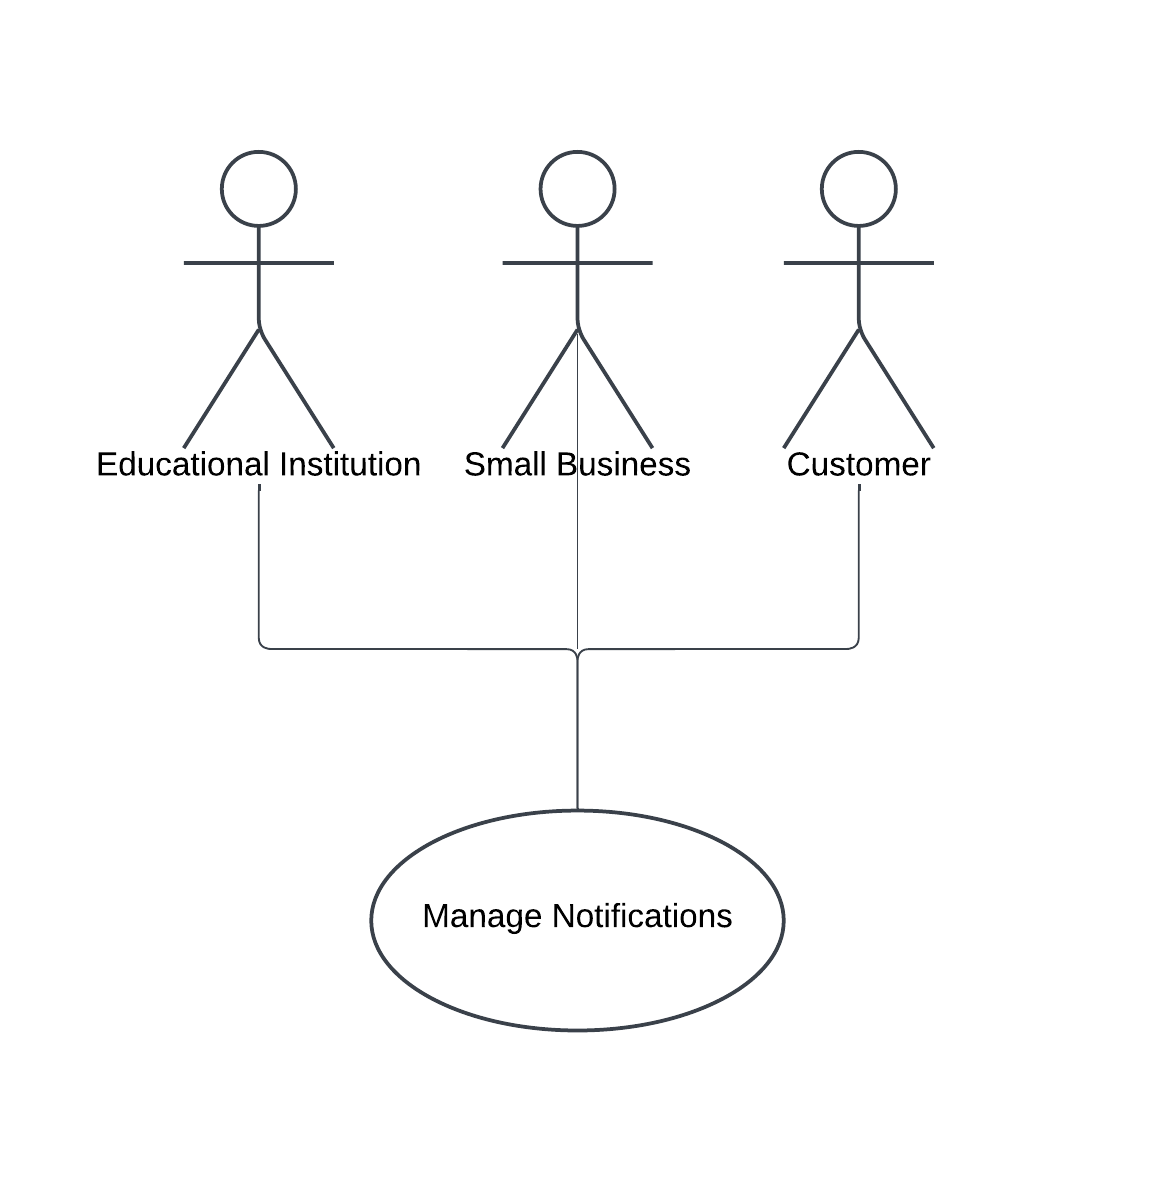 Educational Institution
Small Business
Customer
Manage Notifications